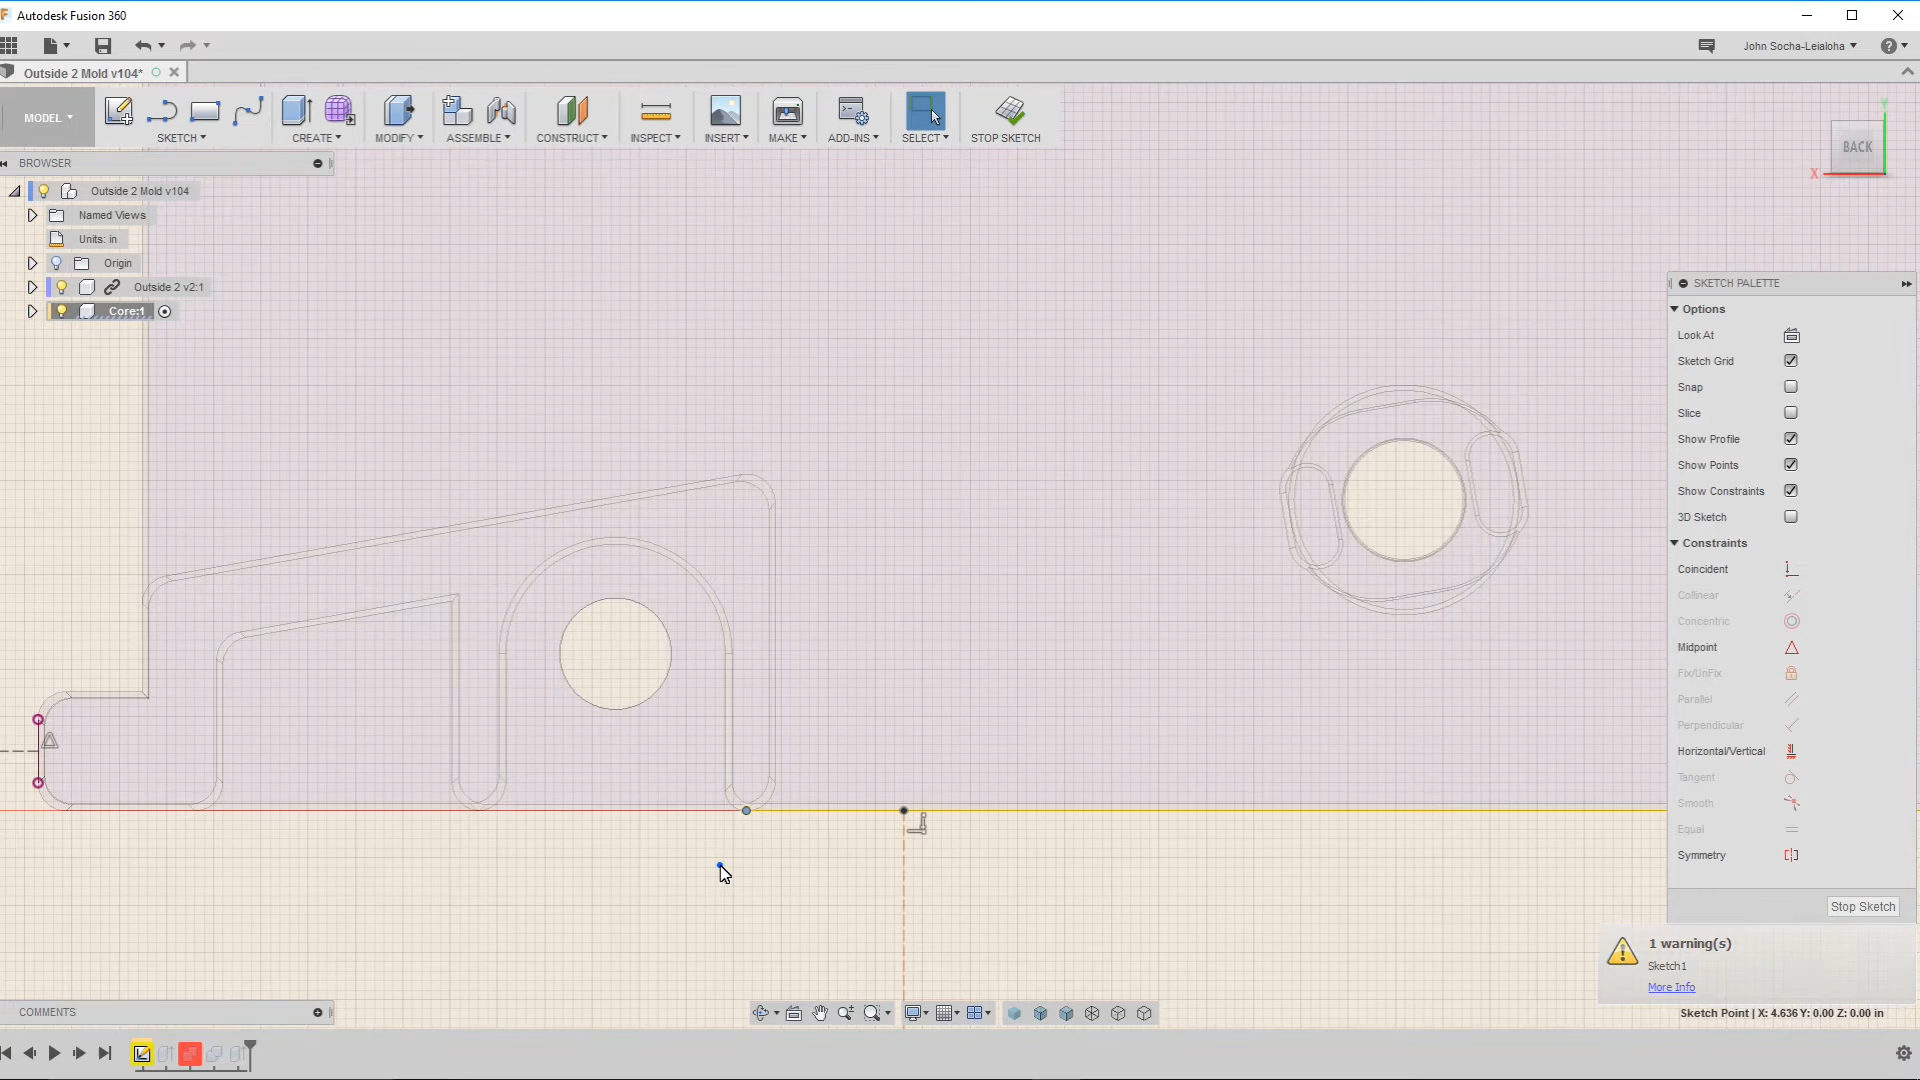 Autodesk Fusion 360
John Socha-Leialoha
Outside 2 Mold v104*
MODEL
SKETCH
CREATE
MODIFY
ASSEMBLE
CONSTRUCT
INSPECT
INSERT
MAKE
ADD-INS
SELECT
STOP SKETCH
Y
BACK
X
BROWSER
Outside 2 Mold v104
Named Views
Units: in
Origin
Outside 2 v2:1
Core:1
SKETCH PALETTE
Options
Look At
Sketch Grid
Snap
Slice
Show Profile
Show Points
Show Constraints
3D Sketch
Constraints
Coincident
Collinear
Concentric
Midpoint
Fix/UnFix
Parallel
Perpendicular
Horizontal/Vertical
Tangent
Smooth
Equal
Symmetry
Stop Sketch
1 warning(s)
Sketch1
More Info
COMMENTS
Sketch Point | X: 4.636 Y: 0.00 Z: 0.00 in